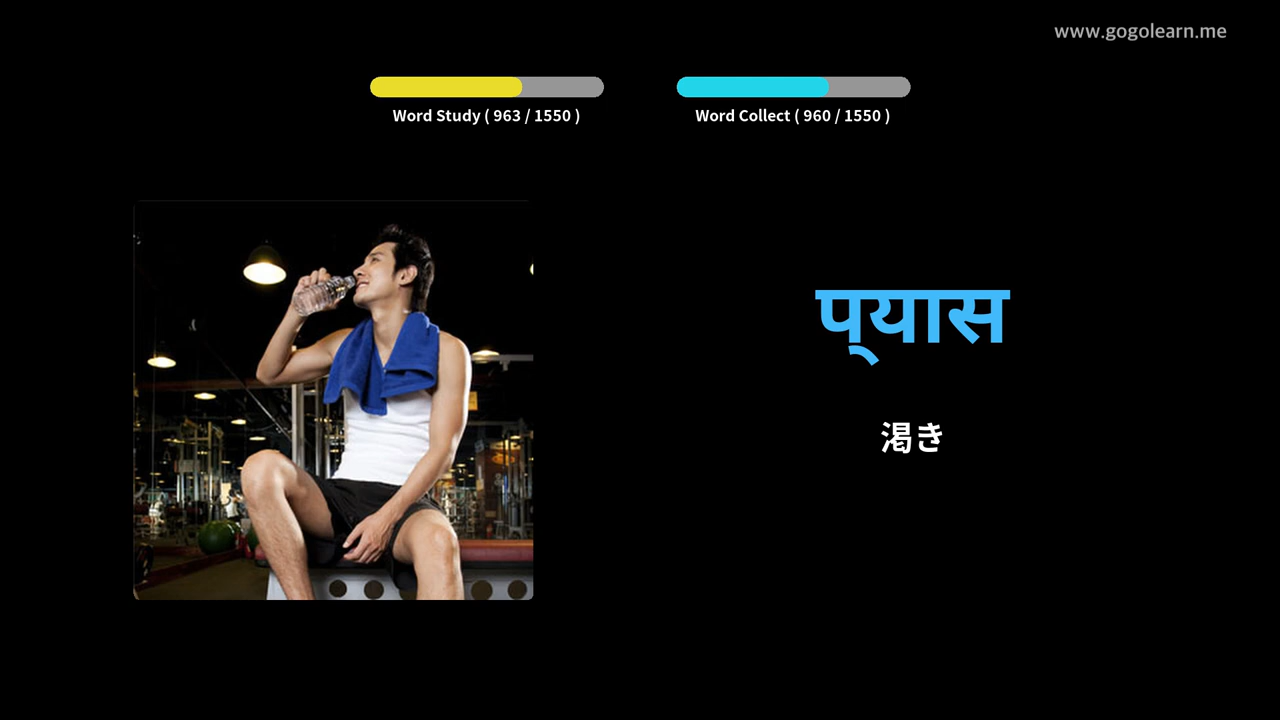 www.gogolearn.me
Word Study ( 963 / 1550 )
Word Collect ( 960 / 1550 )
प्यास
渇き